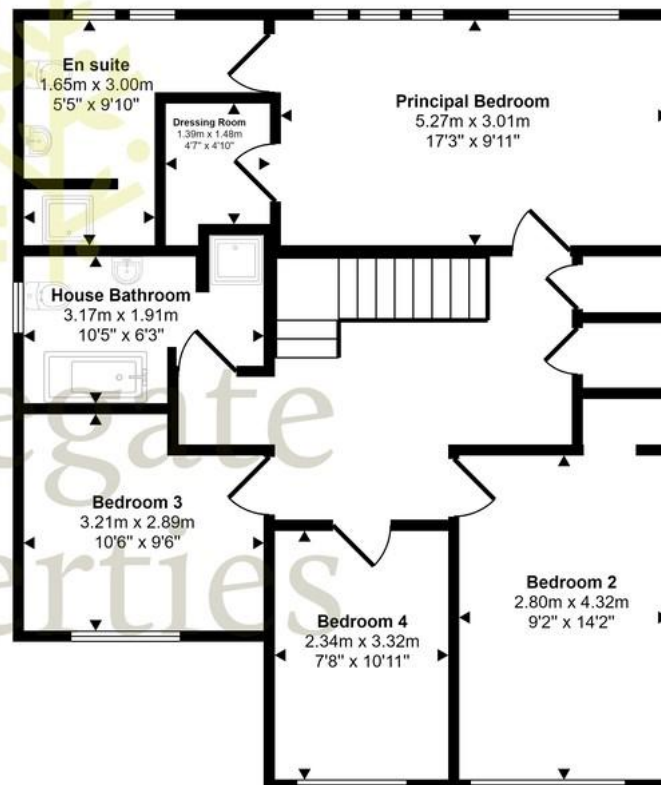 En suite
1.65m x 3.00m
5'5" x 9'10"
Dressing Room
1.39m x 1.48m
4'7" x 4'10"
Principal Bedroom
5.27m x 3.01m
17'3" x 9'11"
House Bathroom
3.17m x 1.91m
10'5" x 6'3"
egate
Bedroom 3
3.21m x 2.89m
10'6" x 9'6"
erties
Bedroom 4
2.34m x 3.32m
7'8" x 10'11"
Bedroom 2
2.80m x 4.32m
9'2" x 14'2"